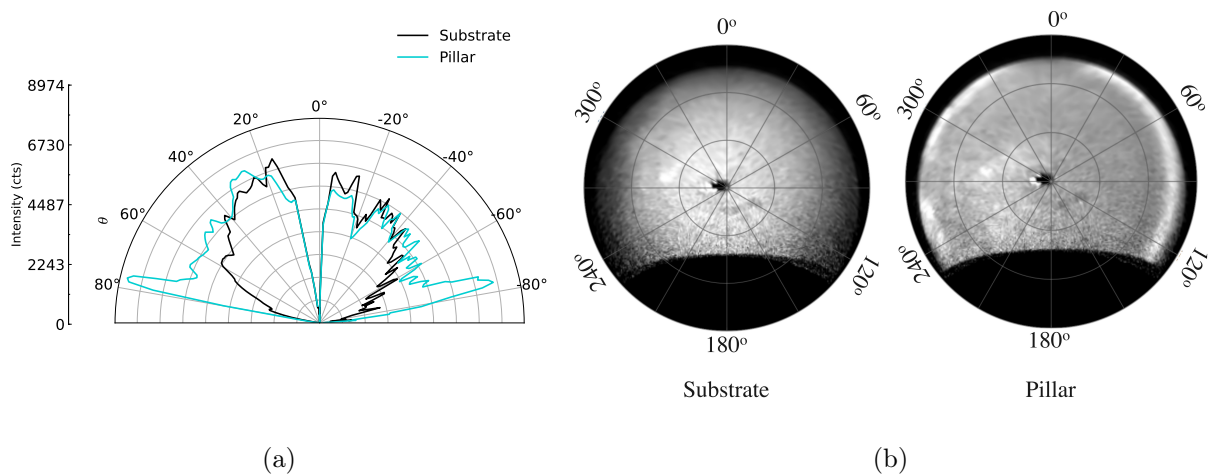 Substrate
Pillar
8974
6730
4487
2243
0
Intensity (cts)
θ
80°
60°
40°
20°
0°
-20°
-40°
-60°
-80°
(a)
0º
60º
120º
180º
240º
300º
Substrate
0º
60º
120º
180º
240º
300º
Pillar
(b)